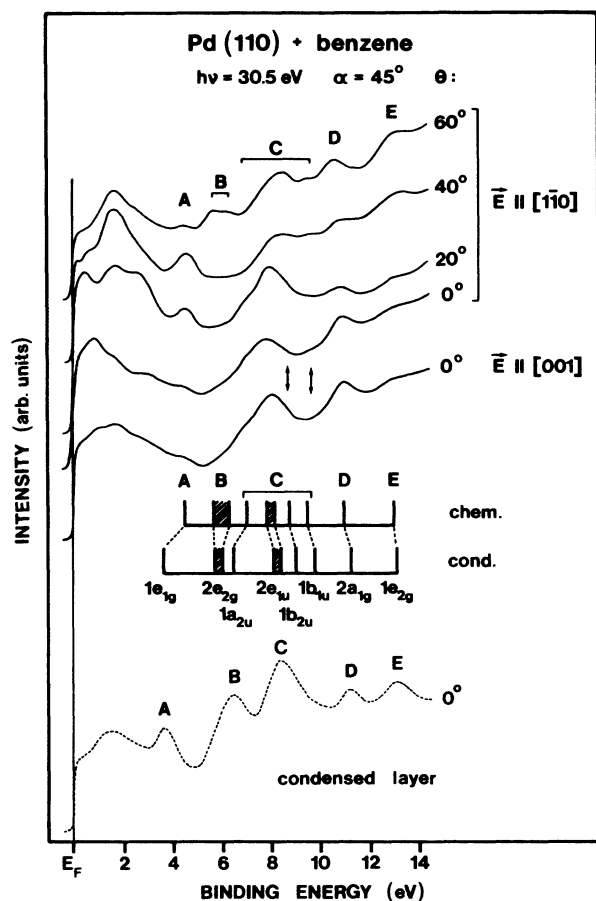 Pd (110) + benzene
hν = 30.5 eV α = 45° θ :
E
60°
D
C
B
A
40°
E⃗ II [11̄0]
20°
0°
0°
E⃗ II [001]
INTENSITY (arb. units)
A B C D E
chem.
cond.
1e1g 2e2g 2e1u 1b1u 2a1g 1e2g
1a2u 1b2u
C
B
E
D
A
0°
condensed layer
EF 2 4 6 8 10 12 14
BINDING ENERGY (eV)